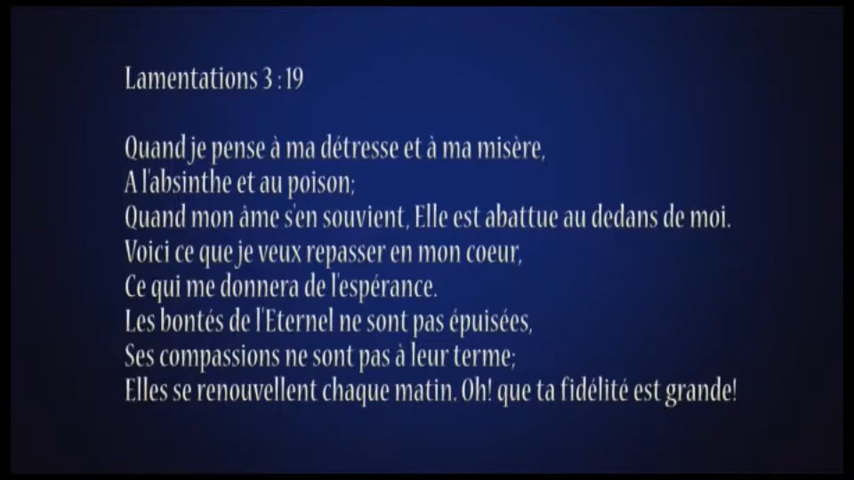 Lamentations 3 : 19
Quand je pense à ma détresse et à ma misère,
A l'absinthe et au poison;
Quand mon âme s'en souvient, Elle est abattue au dedans de moi.
Voici ce que je veux repasser en mon coeur,
Ce qui me donnera de l'espérance.
Les bontés de l'Eternel ne sont pas épuisées,
Ses compassions ne sont pas à leur terme;
Elles se renouvellent chaque matin. Oh! que ta fidélité est grande!